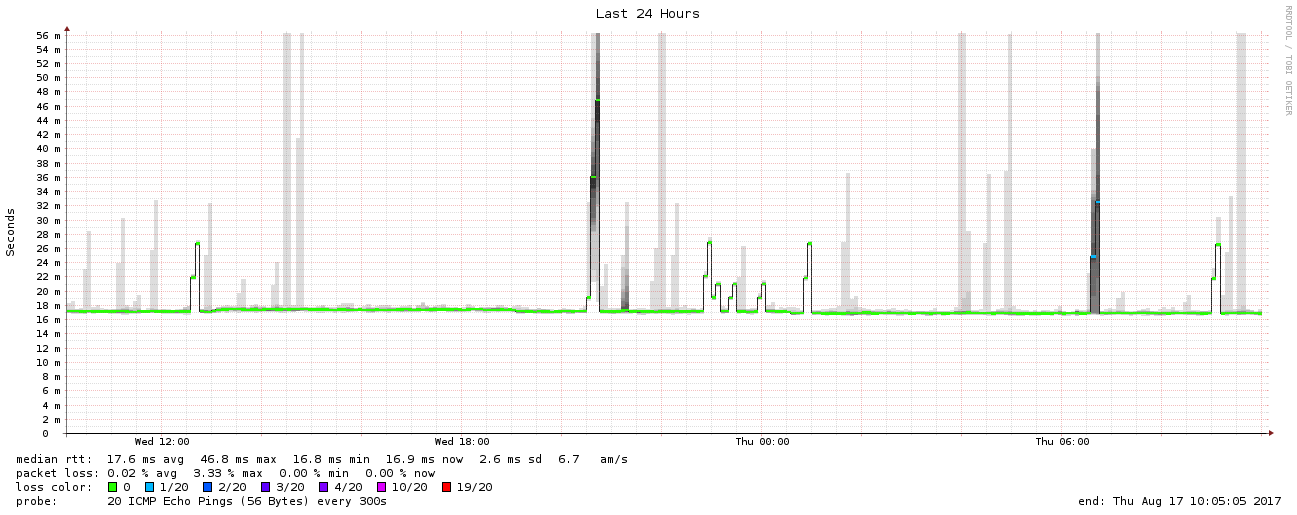 Last 24 Hours
RRDTOOL / TOBI OETIKER
Seconds
56 m
54 m
52 m
50 m
48 m
46 m
44 m
42 m
40 m
38 m
36 m
34 m
32 m
30 m
28 m
26 m
24 m
22 m
20 m
18 m
16 m
14 m
12 m
10 m
8 m
6 m
4 m
2 m
0
Wed 12:00 Wed 18:00 Thu 00:00 Thu 06:00
median rtt: 17.6 ms avg 46.8 ms max 16.8 ms min 16.9 ms now 2.6 ms sd 6.7 am/s
packet loss: 0.02 % avg 3.33 % max 0.00 % min 0.00 % now
loss color: 0 1/20 2/20 3/20 4/20 10/20 19/20
probe: 20 ICMP Echo Pings (56 Bytes) every 300s end: Thu Aug 17 10:05:05 2017